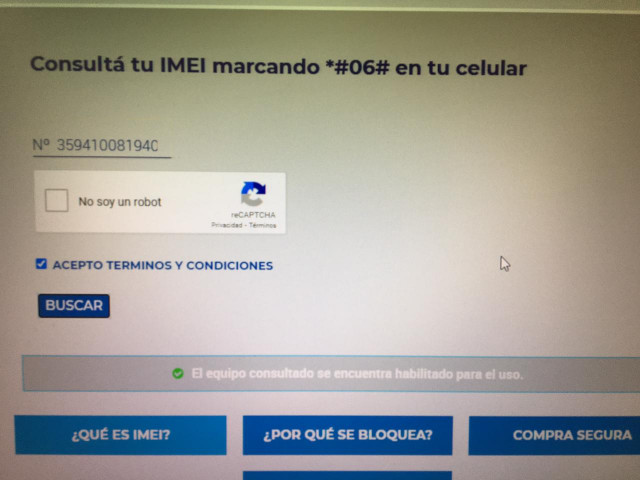 Consultá tu IMEI marcando *#06# en tu celular
Nº 35941008194C
No soy un robot
reCAPTCHA
Privacidad - Términos
ACEPTO TERMINOS Y CONDICIONES
BUSCAR
El equipo consultado se encuentra habilitado para el uso.
¿QUÉ ES IMEI?
¿POR QUÉ SE BLOQUEA?
COMPRA SEGURA